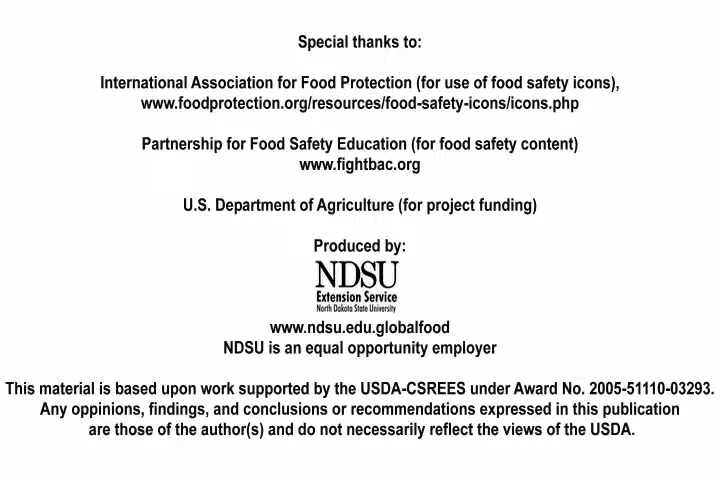 Special thanks to:
International Association for Food Protection (for use of food safety icons),
www.foodprotection.org/resources/food-safety-icons/icons.php
Partnership for Food Safety Education (for food safety content)
www.fightbac.org
U.S. Department of Agriculture (for project funding)
Produced by:
NDSU
Extension Service
North Dakota State University
www.ndsu.edu.globalfood
NDSU is an equal opportunity employer
This material is based upon work supported by the USDA-CSREES under Award No. 2005-51110-03293.
Any oppinions, findings, and conclusions or recommendations expressed in this publication
are those of the author(s) and do not necessarily reflect the views of the USDA.